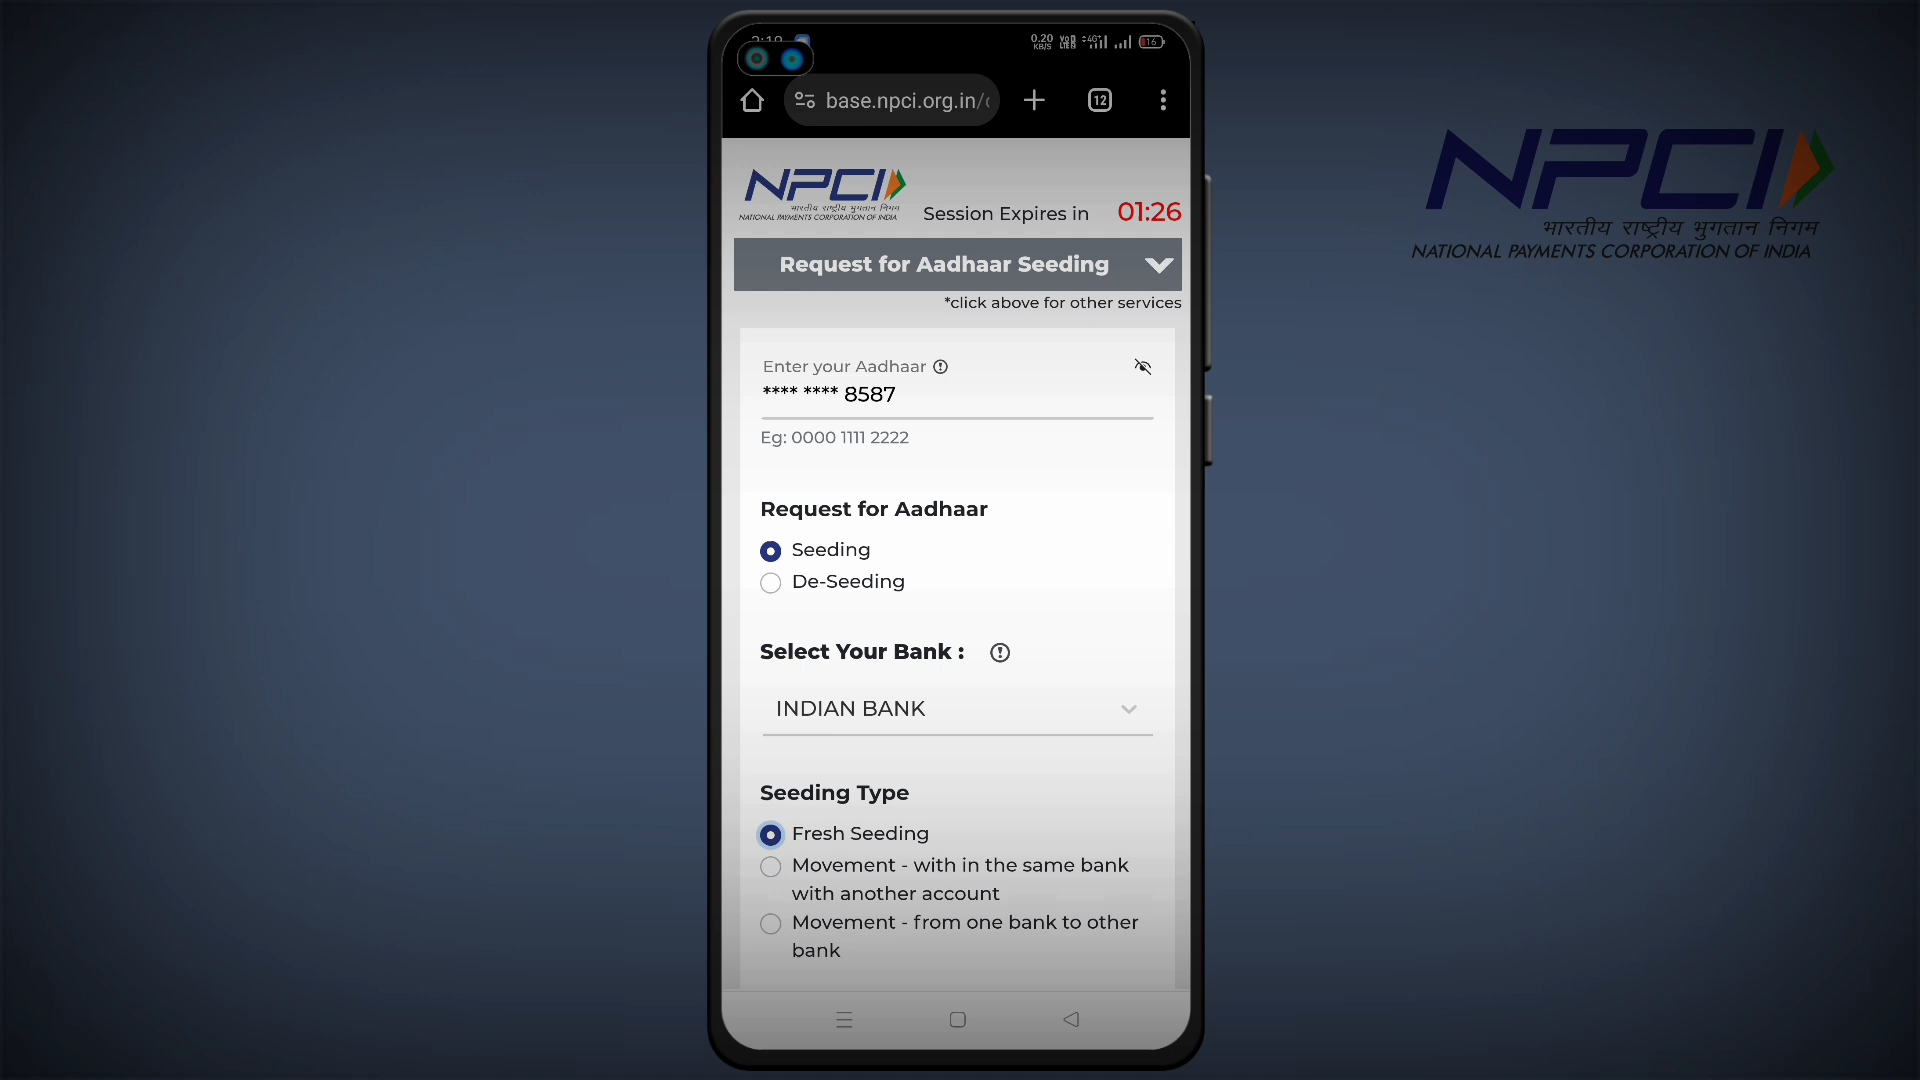 0.20 KB/S 4G+ 16
base.npci.org.in/
12
NPCI
भारतीय राष्ट्रीय भुगतान निगम
NATIONAL PAYMENTS CORPORATION OF INDIA
Session Expires in 01:26
Request for Aadhaar Seeding
*click above for other services
Enter your Aadhaar
**** **** 8587
Eg: 0000 1111 2222
Request for Aadhaar
Seeding
De-Seeding
Select Your Bank :
INDIAN BANK
Seeding Type
Fresh Seeding
Movement - with in the same bank
with another account
Movement - from one bank to other
bank
NPCI
भारतीय राष्ट्रीय भुगतान निगम
NATIONAL PAYMENTS CORPORATION OF INDIA